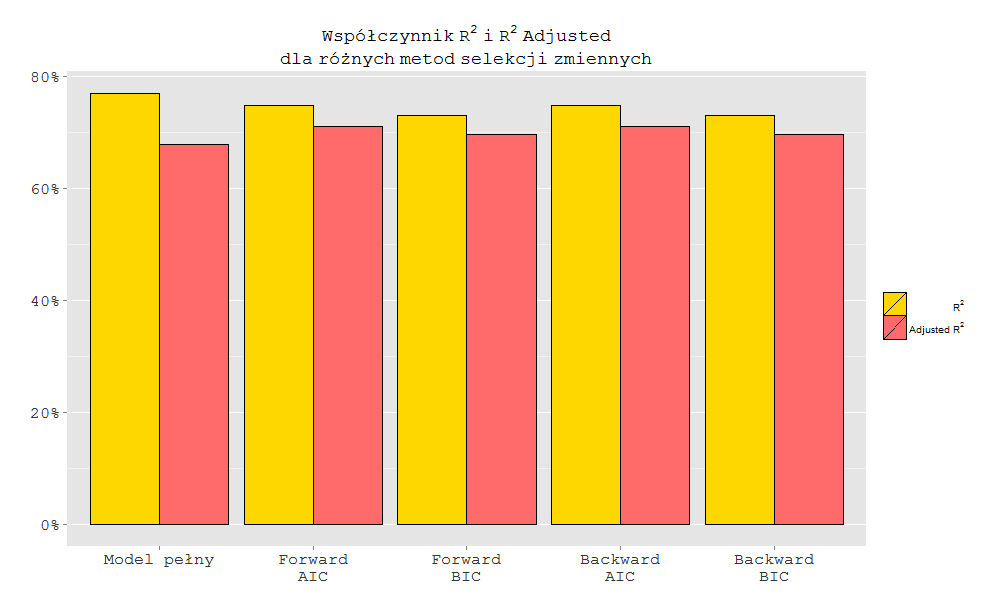 Współczynnik R² i R² Adjusted
dla różnych metod selekcji zmiennych
80%
60%
40%
20%
0%
Model pełny
Forward
AIC
Forward
BIC
Backward
AIC
Backward
BIC
R²
Adjusted R²